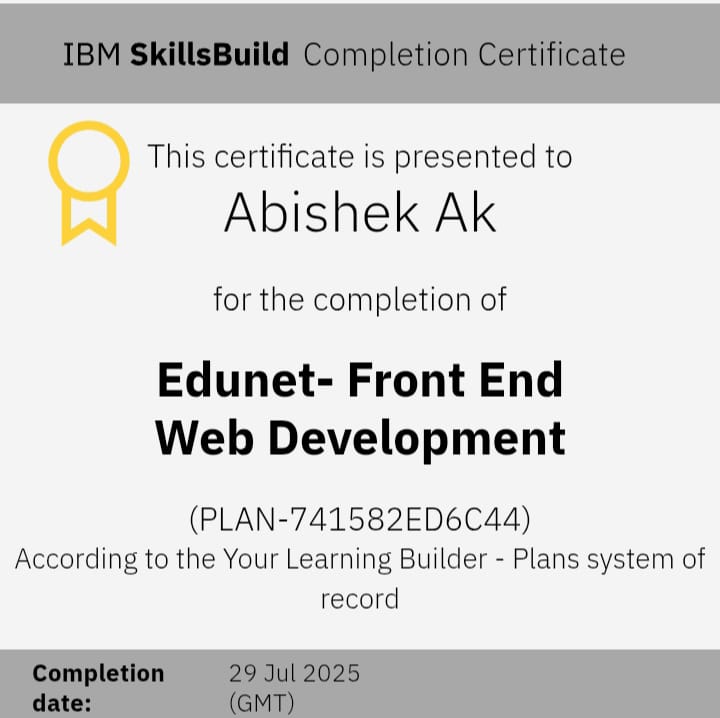 IBM SkillsBuild Completion Certificate
This certificate is presented to
Abishek Ak
for the completion of
Edunet- Front End
Web Development
(PLAN-741582ED6C44)
According to the Your Learning Builder - Plans system of
record
Completion date: 29 Jul 2025 (GMT)